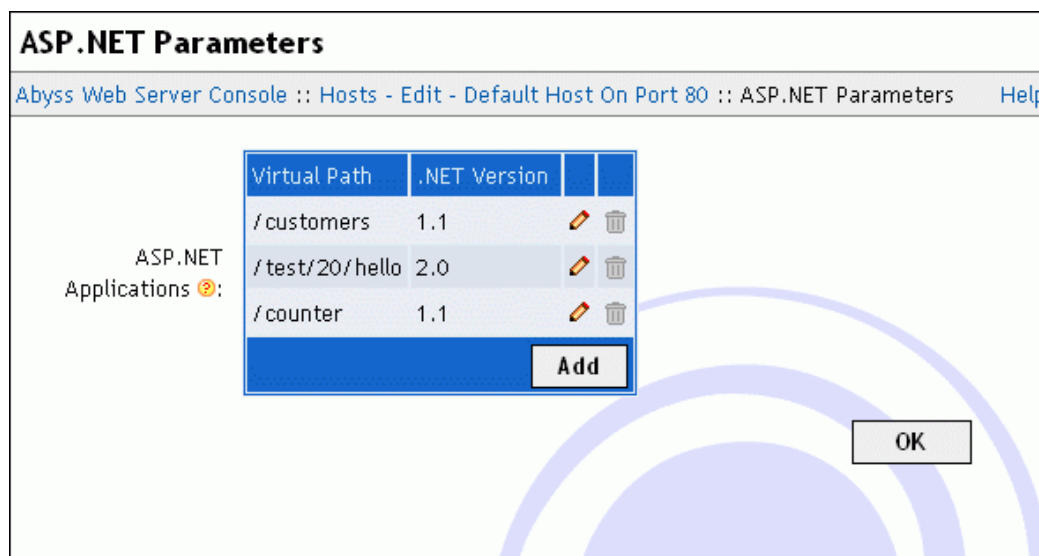 ASP.NET Parameters
Abyss Web Server Console :: Hosts - Edit - Default Host On Port 80 :: ASP.NET Parameters Help
Virtual Path .NET Version
/customers 1.1
ASP.NET
Applications ?:
/test/20/hello 2.0
/counter 1.1
Add
OK